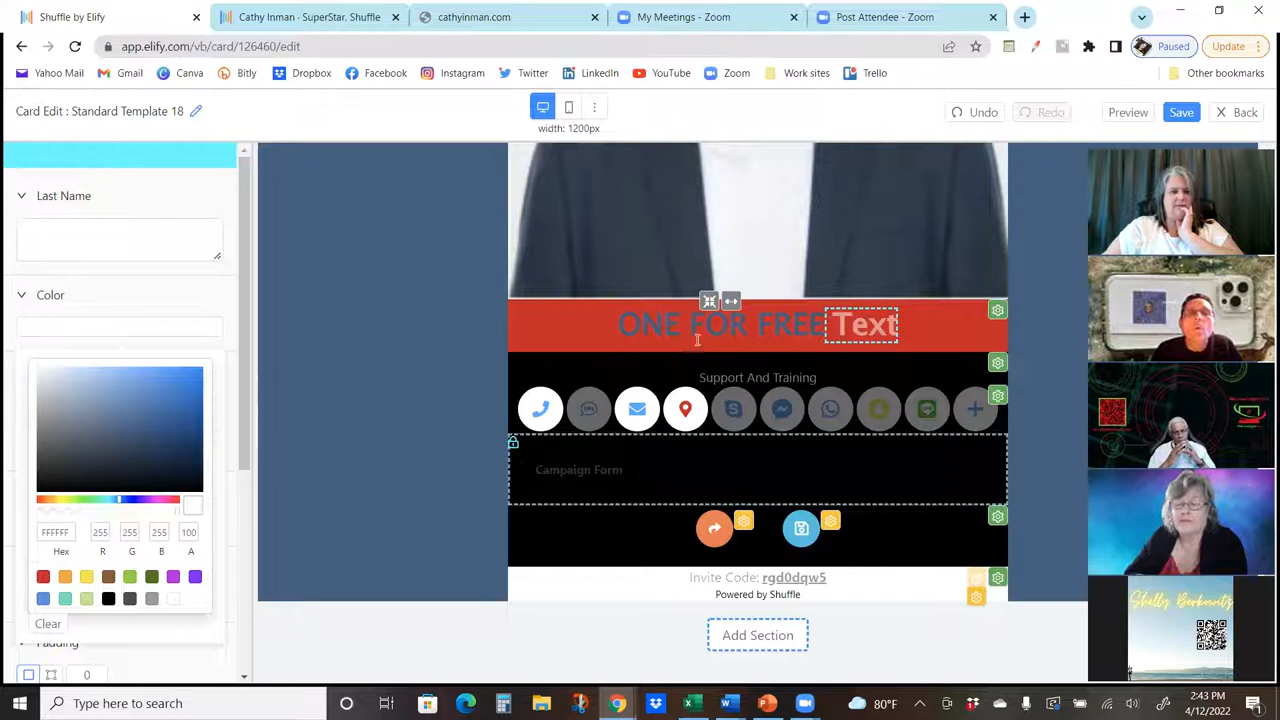 Shuffle by Elify
Cathy Inman - SuperStar, Shuffle
cathyinman.com
My Meetings - Zoom
Post Attendee - Zoom
app.elify.com/vb/card/126460/edit
Paused
Update
Yahoo Mail
Gmail
Canva
Bitly
Dropbox
Facebook
Instagram
Twitter
LinkedIn
YouTube
Zoom
Work sites
Trello
Other bookmarks
Card Edit : Standard Template 18
width: 1200px
Undo
Redo
Preview
Save
Back
Last Name
Color
FFFFFF
255
255
255
100
Hex
R
G
B
A
Clear
Padding
0
ONE FOR FREE Text
Support And Training
Campaign Form
Invite Code: rgd0dqw5
Powered by Shuffle
Add Section
Shelly Berkowitz
Type here to search
80°F
2:43 PM
4/12/2022